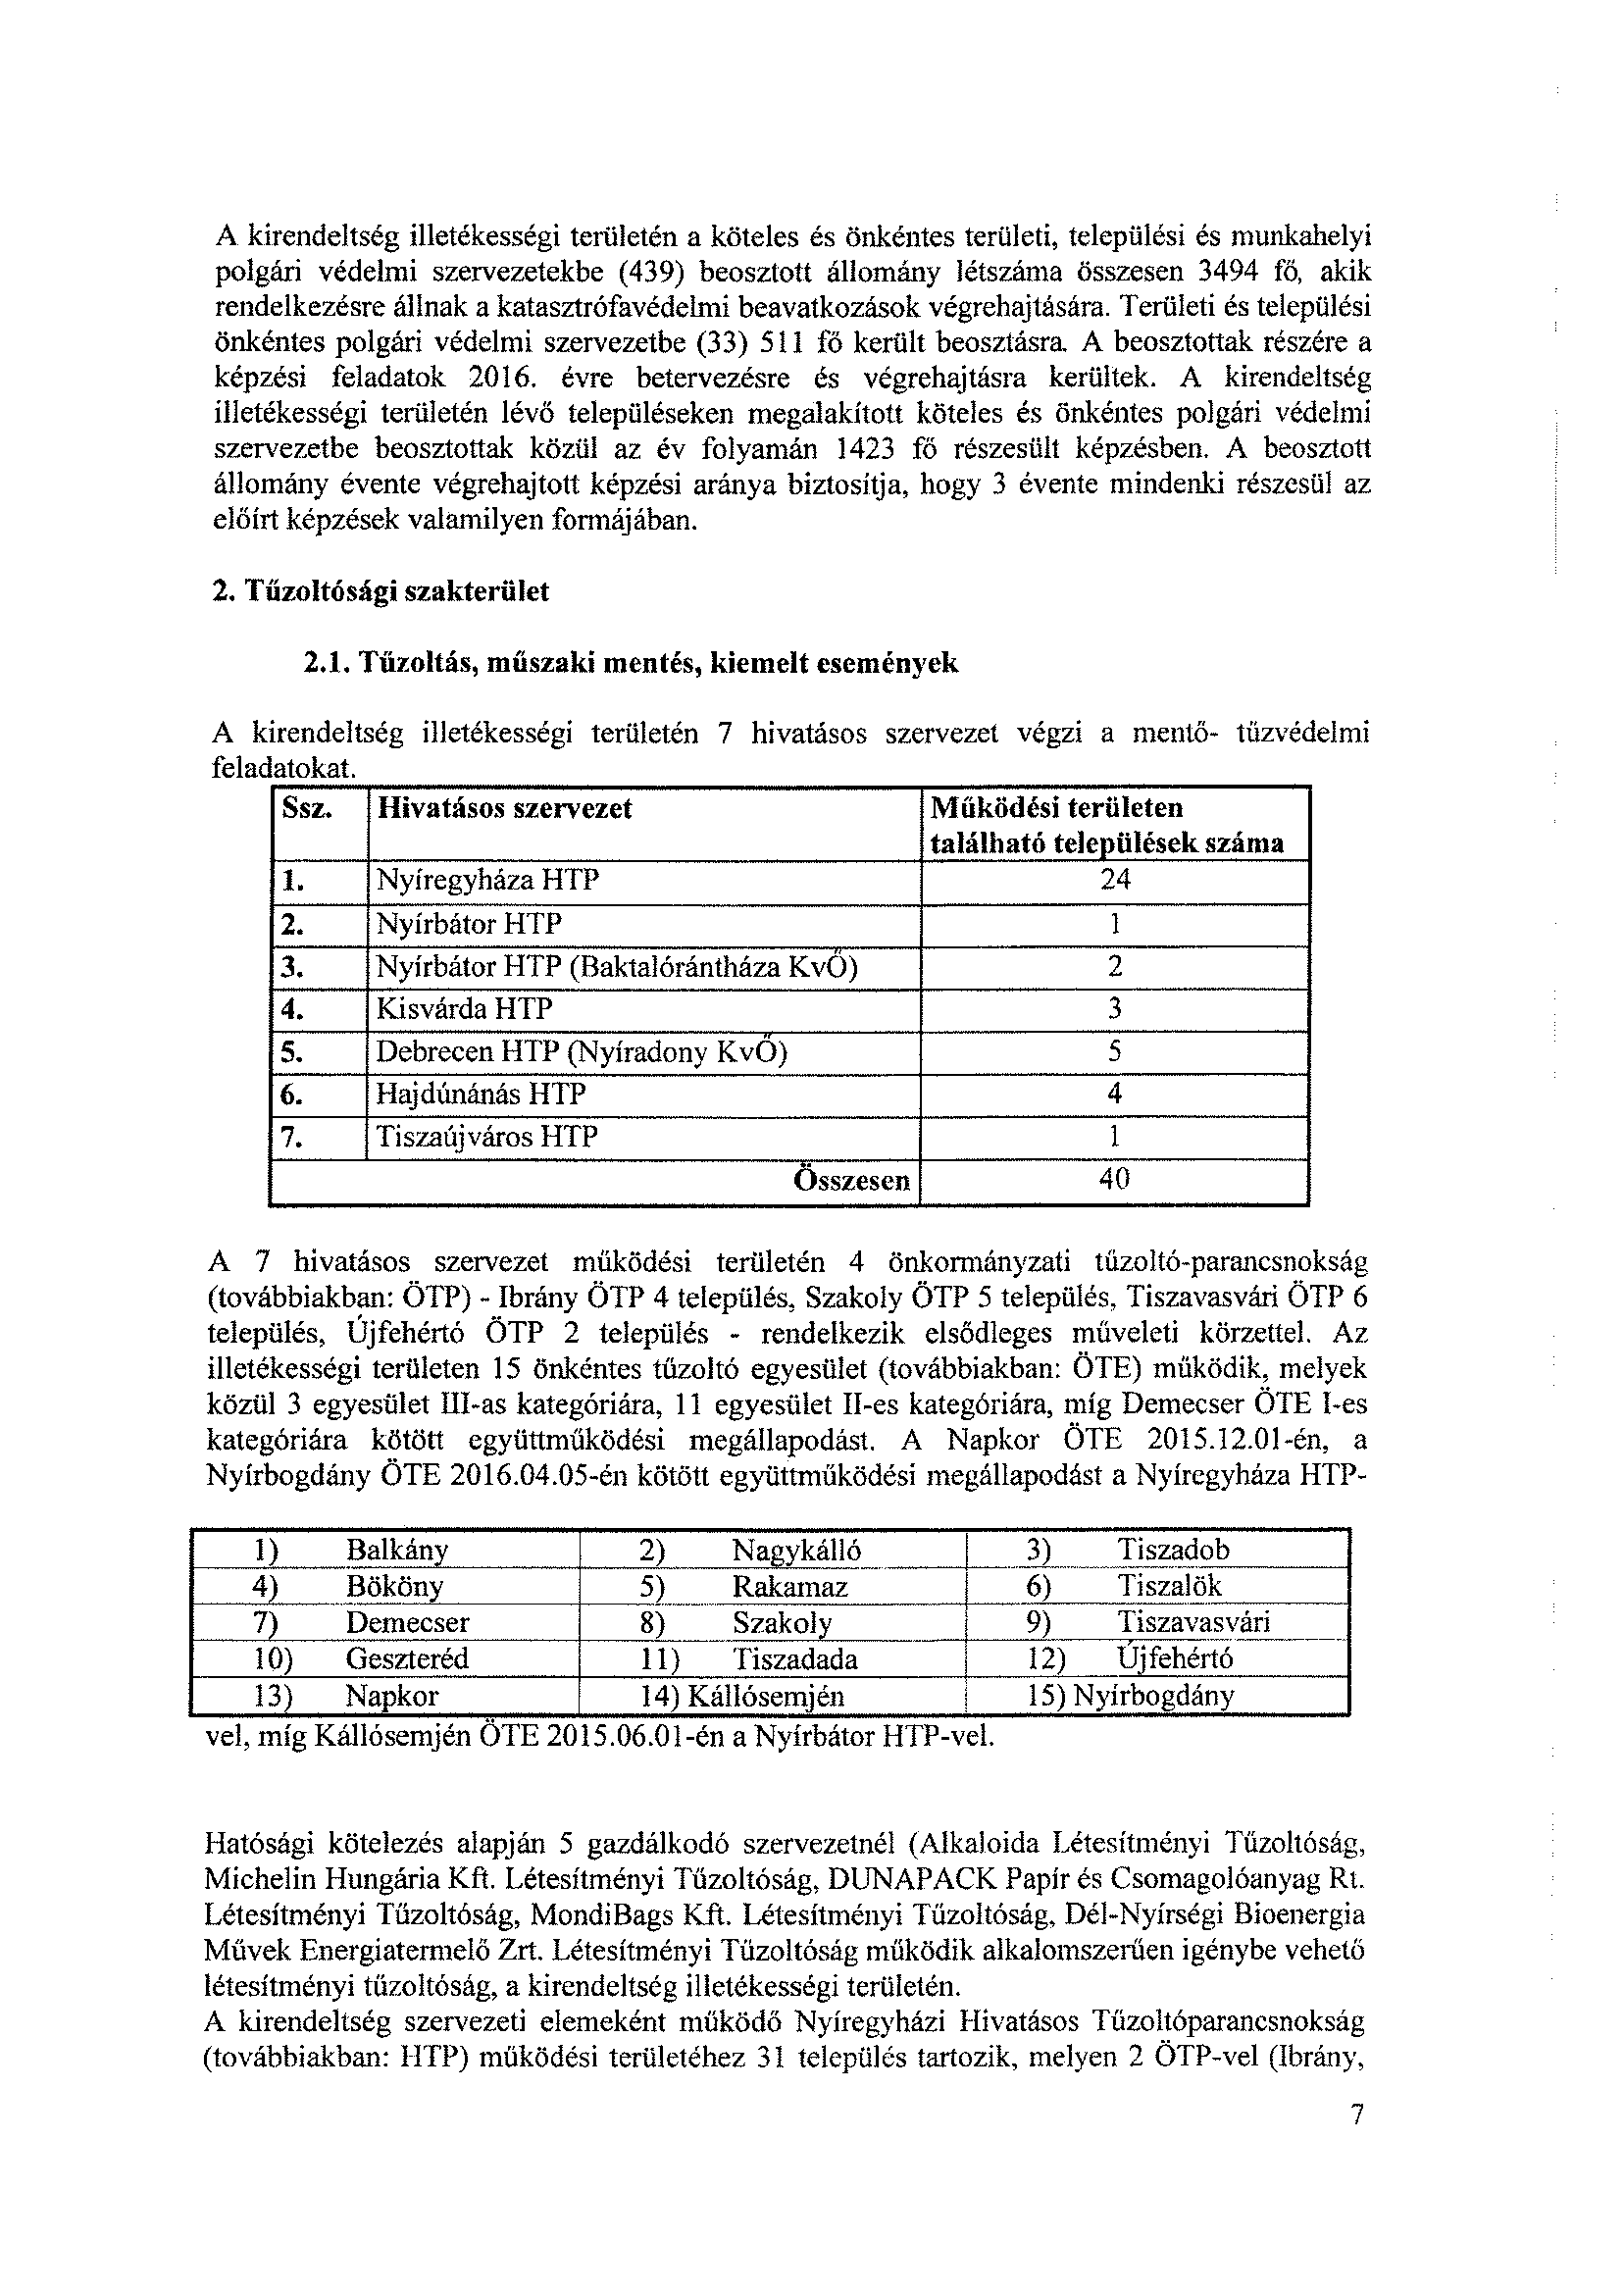 A kirendeltség illetékességi területén a köteles és önkéntes területi, települési és munkahelyi
polgári védelmi szervezetekbe (439) beosztott állomány létszáma összesen 3494 fő, akik
rendelkezésre állnak a katasztrófavédelmi beavatkozások végrehajtására. Területi és települési
önkéntes polgári védelmi szervezetbe (33) 511 fő került beosztásra. A beosztottak részére a
képzési feladatok 2016. évre betervezésre és végrehajtásra kerültek. A kirendeltség
illetékességi területén lévő településeken megalakított köteles és önkéntes polgári védelmi
szervezetbe beosztottak közül az év folyamán 1423 fő részesült képzésben. A beosztott
állomány évente végrehajtott képzési aránya biztosítja, hogy 3 évente mindenki részesül az
előírt képzések valamilyen formájában.
2. Tűzoltósági szakterület
2.1. Tűzoltás, műszaki mentés, kiemelt események
A kirendeltség illetékességi területén 7 hivatásos szervezet végzi a mentő- tűzvédelmi
feladatokat.
Ssz. Hivatásos szervezet Működési területen
található települések száma
1. Nyíregyháza HTP 24
2. Nyírbátor HTP 1
3. Nyírbátor HTP (Baktalórántháza KvŐ) 2
4. Kisvárda HTP 3
5. Debrecen HTP (Nyíradony KvŐ) 5
6. Hajdúnánás HTP 4
7. Tiszaújváros HTP 1
Összesen 40
A 7 hivatásos szervezet működési területén 4 önkormányzati tűzoltó-parancsnokság
(továbbiakban: ÖTP) - Ibrány ÖTP 4 település, Szakoly ÖTP 5 település, Tiszavasvári ÖTP 6
település, Újfehértó ÖTP 2 település - rendelkezik elsődleges műveleti körzettel. Az
illetékességi területen 15 önkéntes tűzoltó egyesület (továbbiakban: ÖTE) működik, melyek
közül 3 egyesület III-as kategóriára, 11 egyesület II-es kategóriára, míg Demecser ÖTE I-es
kategóriára kötött együttműködési megállapodást. A Napkor ÖTE 2015.12.01-én, a
Nyírbogdány ÖTE 2016.04.05-én kötött együttműködési megállapodást a Nyíregyháza HTP-
1) Balkány 2) Nagykálló 3) Tiszadob
4) Bököny 5) Rakamaz 6) Tiszalök
7) Demecser 8) Szakoly 9) Tiszavasvári
10) Geszteréd 11) Tiszadada 12) Újfehértó
13) Napkor 14) Kállósemjén 15) Nyírbogdány
vel, míg Kállósemjén ÖTE 2015.06.01-én a Nyírbátor HTP-vel.
Hatósági kötelezés alapján 5 gazdálkodó szervezetnél (Alkaloida Létesítményi Tűzoltóság,
Michelin Hungária Kft. Létesítményi Tűzoltóság, DUNAPACK Papír és Csomagolóanyag Rt.
Létesítményi Tűzoltóság, MondiBags Kft. Létesítményi Tűzoltóság, Dél-Nyírségi Bioenergia
Művek Energiatermelő Zrt. Létesítményi Tűzoltóság működik alkalomszerűen igénybe vehető
létesítményi tűzoltóság, a kirendeltség illetékességi területén.
A kirendeltség szervezeti elemeként működő Nyíregyházi Hivatásos Tűzoltóparancsnokság
(továbbiakban: HTP) működési területéhez 31 település tartozik, melyen 2 ÖTP-vel (Ibrány,
7